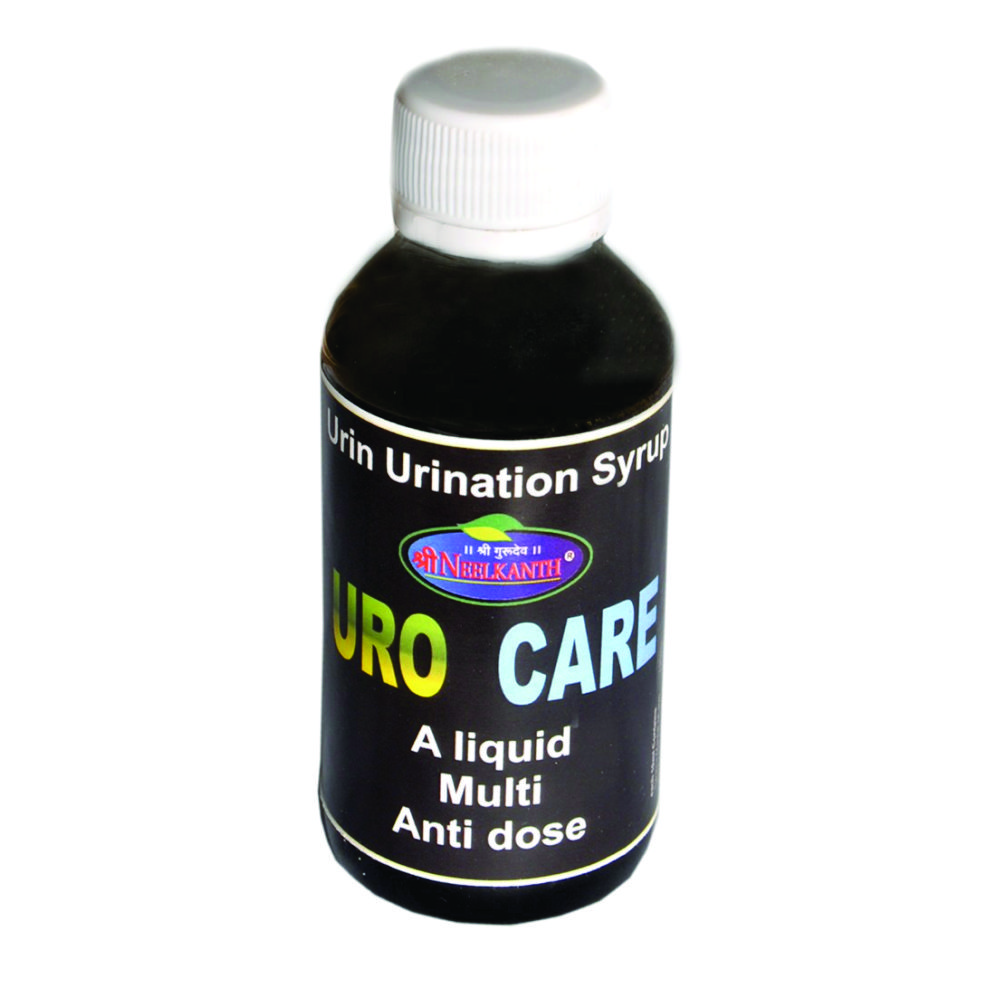 Urin Urination Syrup
॥ श्री गुरूदेव ॥
श्री NEELKANTH ®
URO CARE
A liquid
Multi
Anti dose